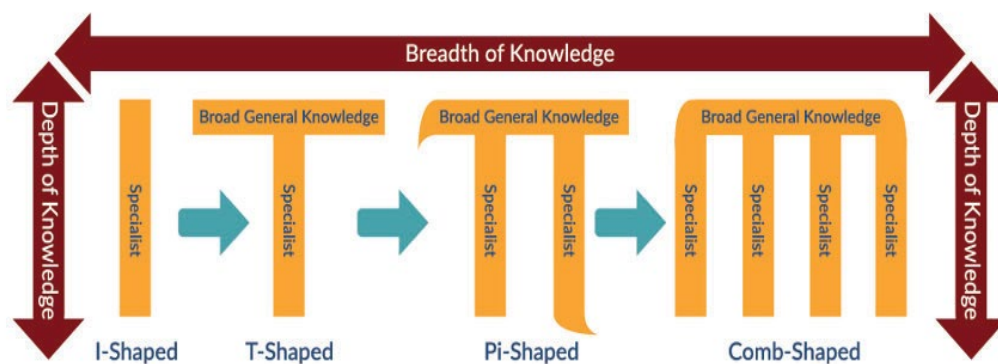 Breadth of Knowledge
Depth of Knowledge
Specialist
I-Shaped
Broad General Knowledge
Specialist
T-Shaped
Broad General Knowledge
Specialist
Specialist
Pi-Shaped
Broad General Knowledge
Specialist
Specialist
Specialist
Specialist
Comb-Shaped
Depth of Knowledge